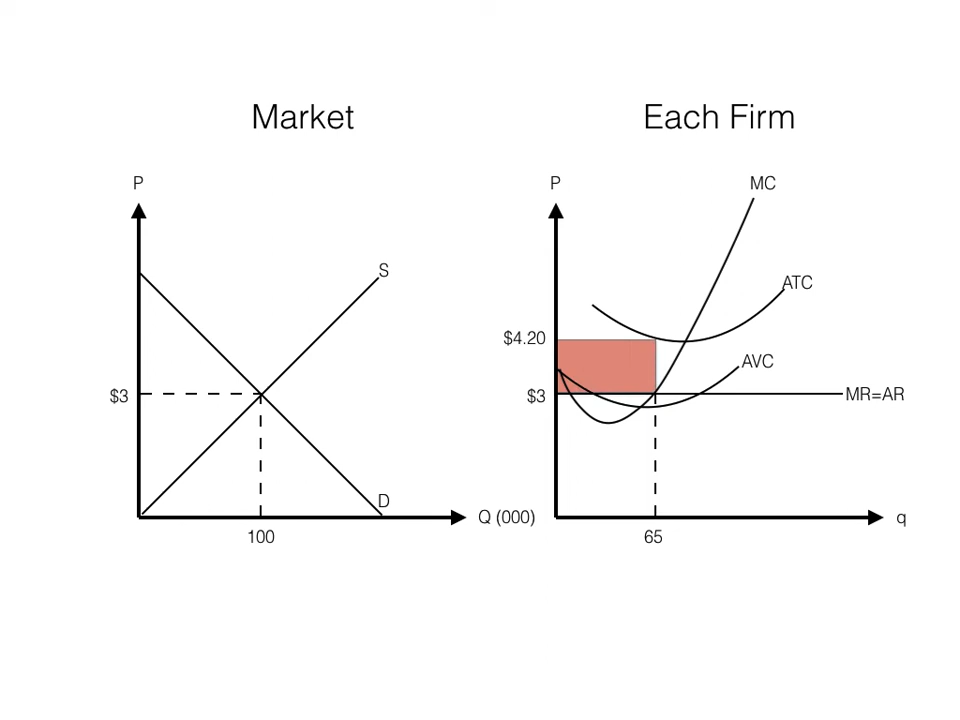 Market
P
S
$3
D
Q (000)
100
Each Firm
P
MC
ATC
$4.20
AVC
$3
MR=AR
q
65